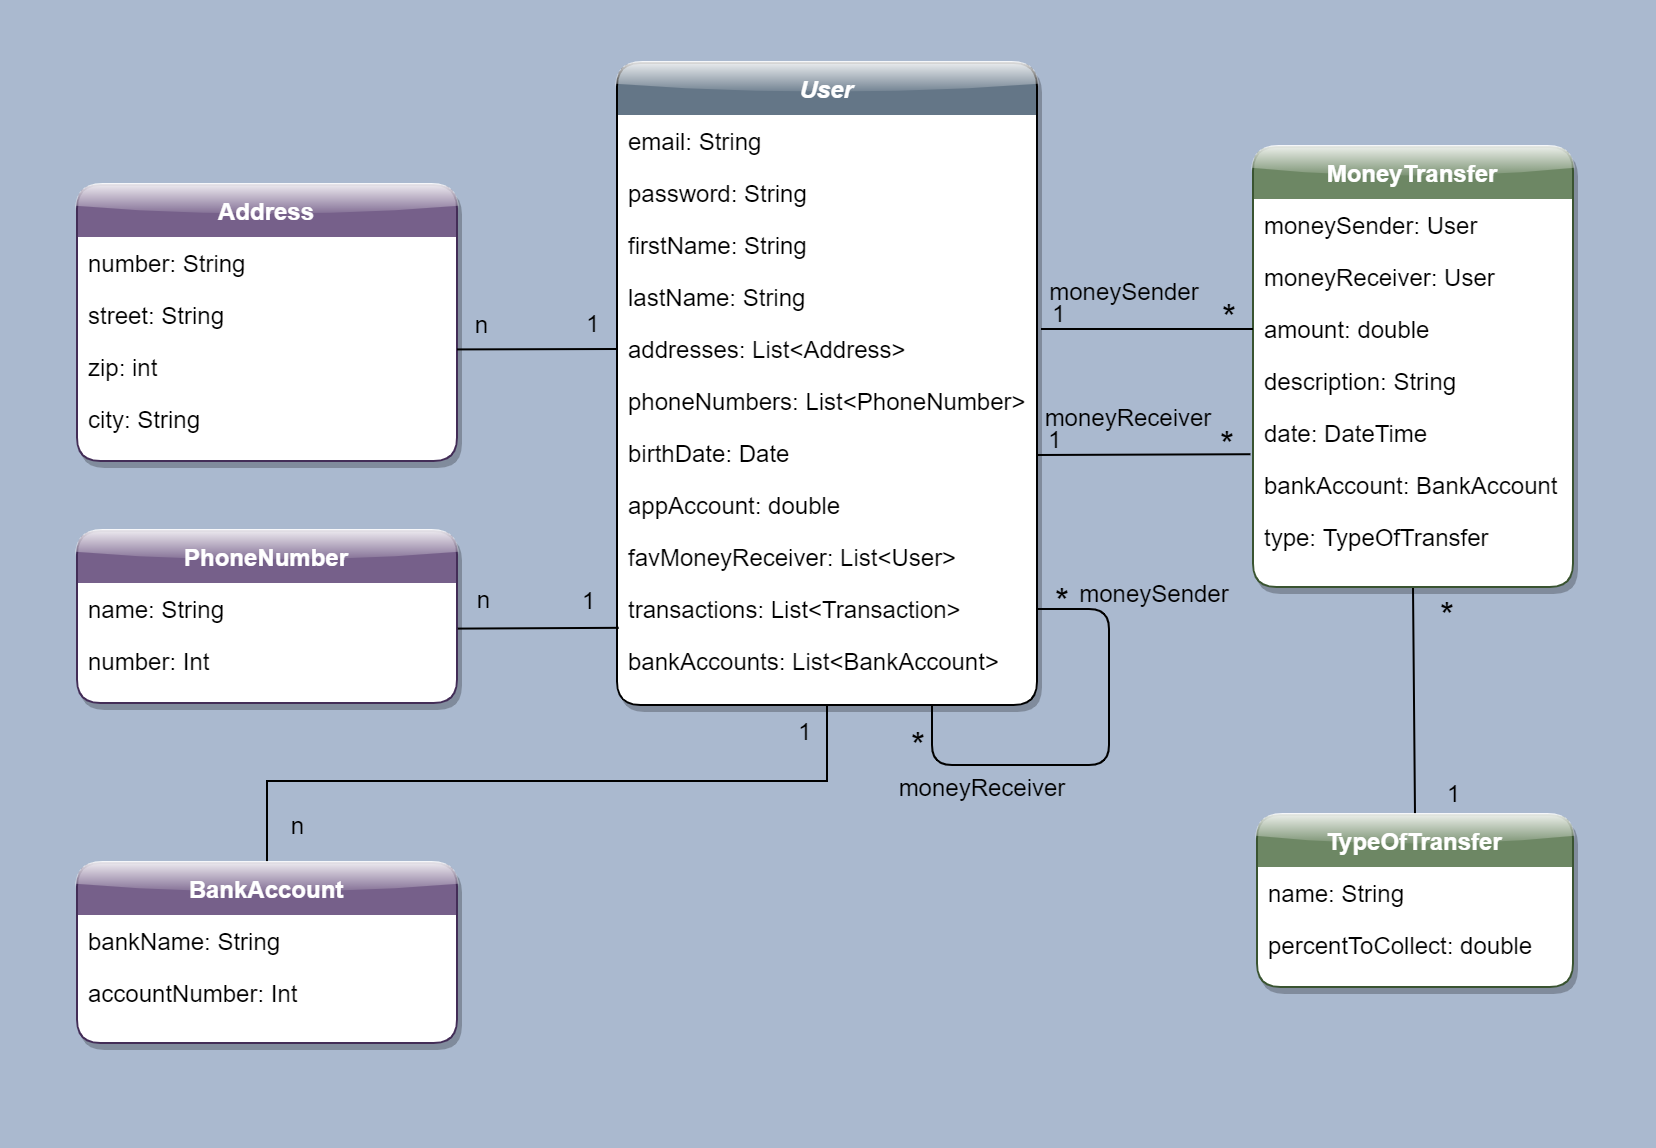 User
email: String
password: String
firstName: String
lastName: String
addresses: List<Address>
phoneNumbers: List<PhoneNumber>
birthDate: Date
appAccount: double
favMoneyReceiver: List<User>
transactions: List<Transaction>
bankAccounts: List<BankAccount>
Address
number: String
street: String
zip: int
city: String
n
1
PhoneNumber
name: String
number: Int
n
1
BankAccount
bankName: String
accountNumber: Int
1
n
MoneyTransfer
moneySender: User
moneyReceiver: User
amount: double
description: String
date: DateTime
bankAccount: BankAccount
type: TypeOfTransfer
moneySender
1
*
moneyReceiver
1
*
* moneySender
*
moneyReceiver
*
1
TypeOfTransfer
name: String
percentToCollect: double